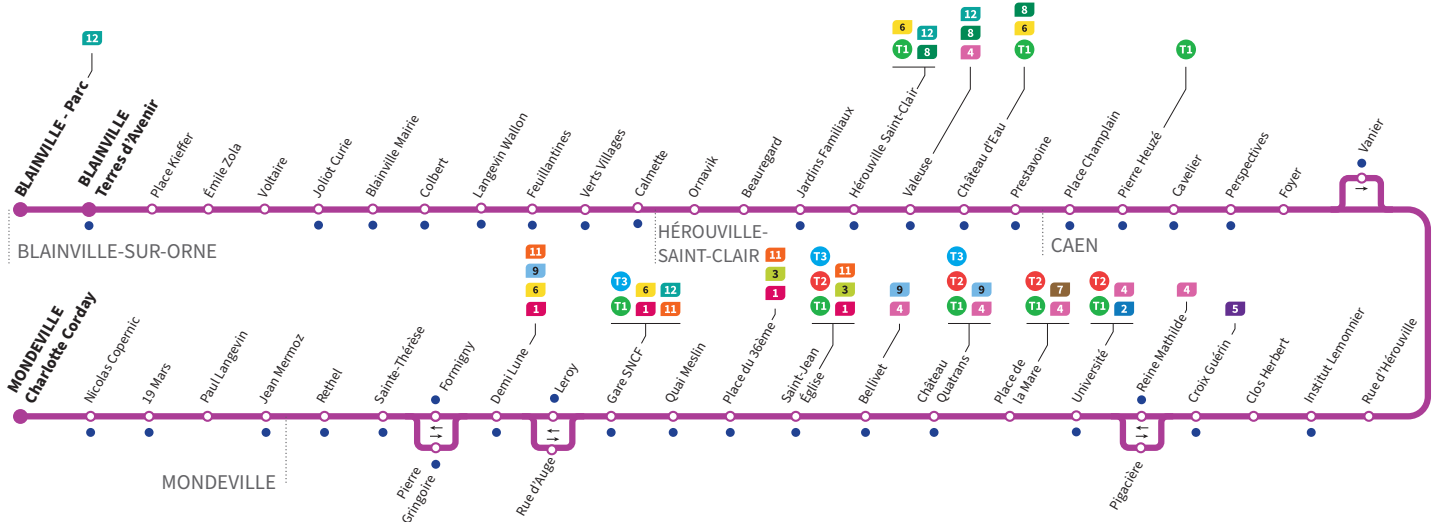 12
BLAINVILLE - Parc
BLAINVILLE
Terres d'Avenir
Place Kieffer
Émile Zola
Voltaire
Joliot Curie
Blainville Mairie
Colbert
Langevin Wallon
Feuillantines
Verts Villages
Calmette
Ornavik
Beauregard
Jardins Familiaux
6
12
T1
8
Hérouville Saint-Clair
12
8
4
Valeuse
8
6
T1
Château d'Eau
Prestavoine
Place Champlain
T1
Pierre Heuzé
Cavelier
Perspectives
Foyer
Vanier
BLAINVILLE-SUR-ORNE
HÉROUVILLE-
SAINT-CLAIR
CAEN
MONDEVILLE
Charlotte Corday
Nicolas Copernic
19 Mars
Paul Langevin
Jean Mermoz
Rethel
Sainte-Thérèse
Formigny
Pierre
Gringoire
11
9
6
1
Demi Lune
Leroy
Rue d'Auge
T3
6
12
T1
1
11
Gare SNCF
Quai Meslin
11
3
1
Place du 36ème
T3
T2
11
3
T1
1
Saint-Jean
Église
9
4
Bellivet
T3
T2
9
T1
4
Château
Quatrans
T2
7
T1
4
Place de
la Mare
T2
4
T1
2
Université
4
Reine Mathilde
Pigacière
5
Croix Guérin
Clos Herbert
Institut Lemonnier
Rue d'Hérouville
MONDEVILLE